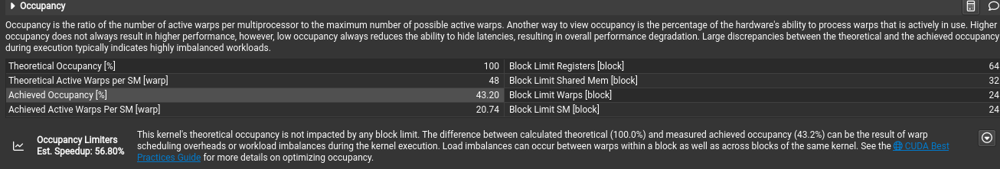 Occupancy
Occupancy is the ratio of the number of active warps per multiprocessor to the maximum number of possible active warps. Another way to view occupancy is the percentage of the hardware's ability to process warps that is actively in use. Higher
occupancy does not always result in higher performance, however, low occupancy always reduces the ability to hide latencies, resulting in overall performance degradation. Large discrepancies between the theoretical and the achieved occupancy
during execution typically indicates highly imbalanced workloads.
Theoretical Occupancy [%] 100 Block Limit Registers [block] 64
Theoretical Active Warps per SM [warp] 48 Block Limit Shared Mem [block] 32
Achieved Occupancy [%] 43.20 Block Limit Warps [block] 24
Achieved Active Warps Per SM [warp] 20.74 Block Limit SM [block] 24
Occupancy Limiters
Est. Speedup: 56.80%
This kernel's theoretical occupancy is not impacted by any block limit. The difference between calculated theoretical (100.0%) and measured achieved occupancy (43.2%) can be the result of warp
scheduling overheads or workload imbalances during the kernel execution. Load imbalances can occur between warps within a block as well as across blocks of the same kernel. See the CUDA Best
Practices Guide for more details on optimizing occupancy.